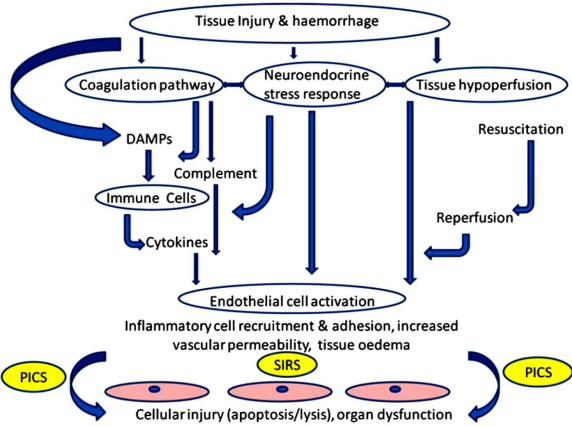 Tissue Injury & haemorrhage
Coagulation pathway
Neuroendocrine
stress response
Tissue hypoperfusion
DAMPs
Complement
Resuscitation
Immune Cells
Reperfusion
Cytokines
Endothelial cell activation
Inflammatory cell recruitment & adhesion, increased
vascular permeability, tissue oedema
PICS
SIRS
PICS
Cellular injury (apoptosis/lysis), organ dysfunction